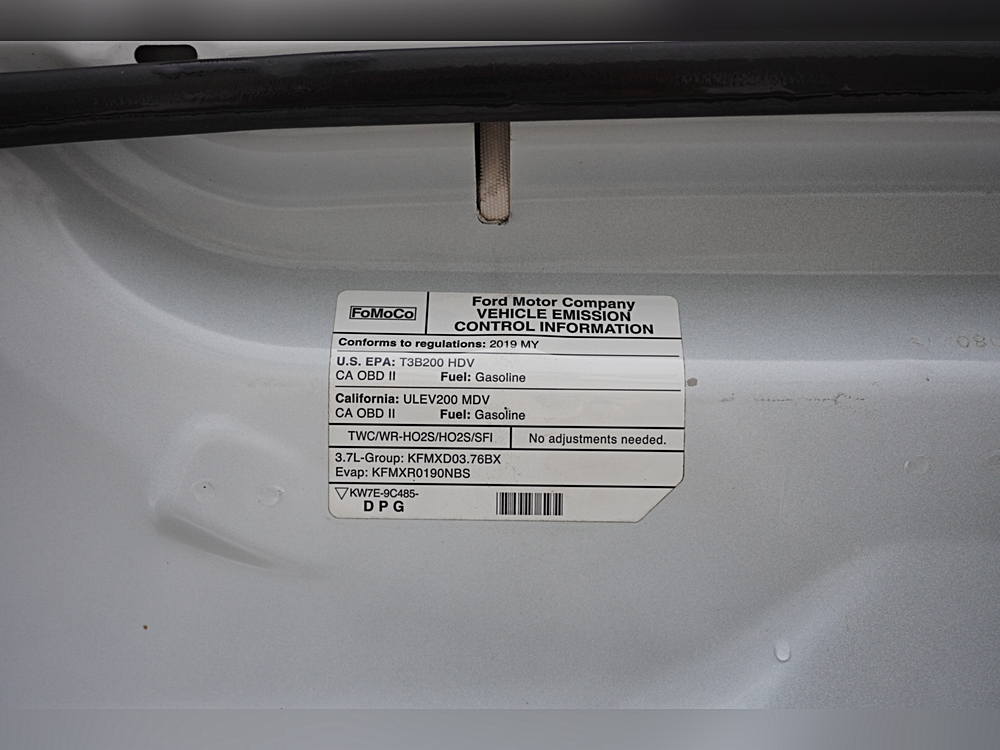 FoMoCo
Ford Motor Company
VEHICLE EMISSION
CONTROL INFORMATION
Conforms to regulations: 2019 MY
U.S. EPA: T3B200 HDV
CA OBD II Fuel: Gasoline
California: ULEV200 MDV
CA OBD II Fuel: Gasoline
TWC/WR-HO2S/HO2S/SFI
No adjustments needed.
3.7L-Group: KFMXD03.76BX
Evap: KFMXR0190NBS
KW7E-9C485-
D P G